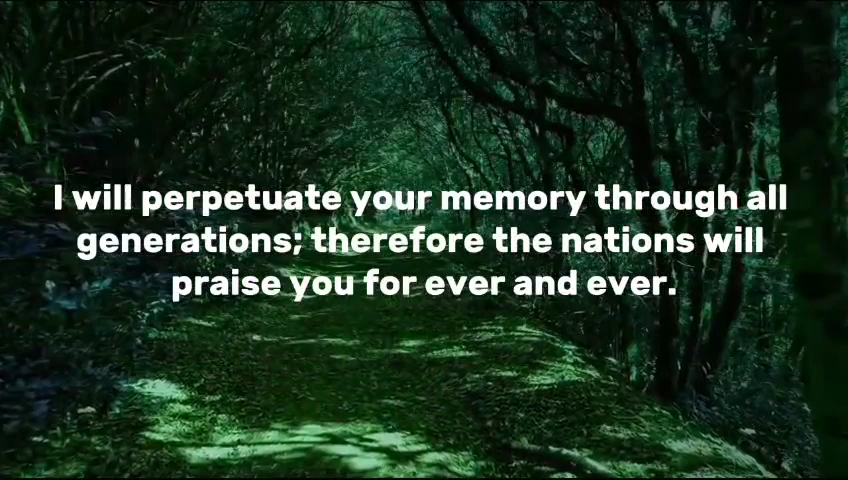 I will perpetuate your memory through all
generations; therefore the nations will
praise you for ever and ever.